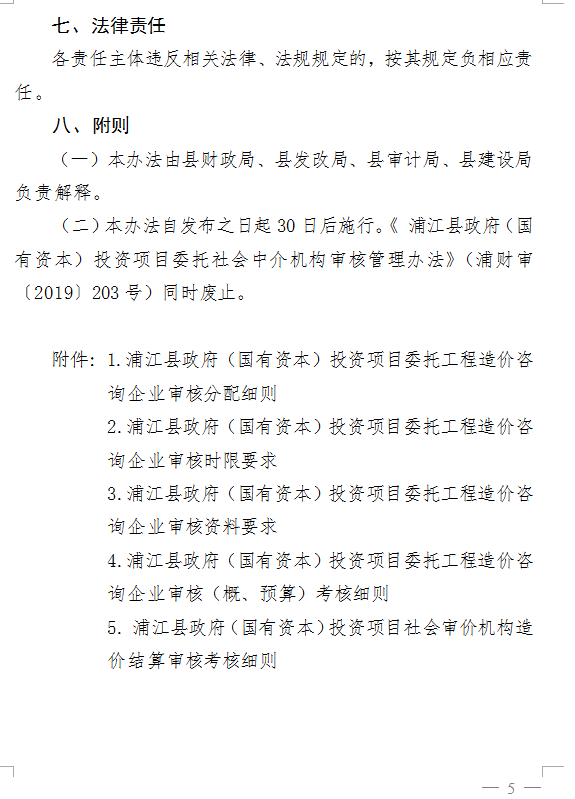 七、法律责任
各责任主体违反相关法律、法规规定的，按其规定负相应责
任。
八、附则
（一）本办法由县财政局、县发改局、县审计局、县建设局
负责解释。
（二）本办法自发布之日起 30 日后施行。《 浦江县政府（国
有资本）投资项目委托社会中介机构审核管理办法》（浦财审
〔2019〕203 号）同时废止。
附件：1.浦江县政府（国有资本）投资项目委托工程造价咨
询企业审核分配细则
2.浦江县政府（国有资本）投资项目委托工程造价咨
询企业审核时限要求
3.浦江县政府（国有资本）投资项目委托工程造价咨
询企业审核资料要求
4.浦江县政府（国有资本）投资项目委托工程造价咨
询企业审核（概、预算）考核细则
5. 浦江县政府（国有资本）投资项目社会审价机构造
价结算审核考核细则
— 5 —